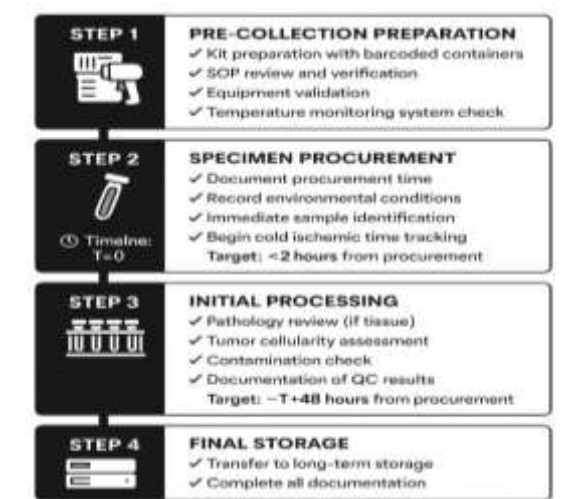 STEP 1
PRE-COLLECTION PREPARATION
✓ Kit preparation with barcoded containers
✓ SOP review and verification
✓ Equipment validation
✓ Temperature monitoring system check
STEP 2
Timelne:
T=0
SPECIMEN PROCUREMENT
✓ Document procurement time
✓ Record environmental conditions
✓ Immediate sample identification
✓ Begin cold ischemic time tracking
Target: <2 hours from procurement
STEP 3
INITIAL PROCESSING
✓ Pathology review (if tissue)
✓ Tumor cellularity assessment
✓ Contamination check
✓ Documentation of QC results
Target: −T+48 hours from procurement
STEP 4
FINAL STORAGE
✓ Transfer to long-term storage
✓ Complete all documentation